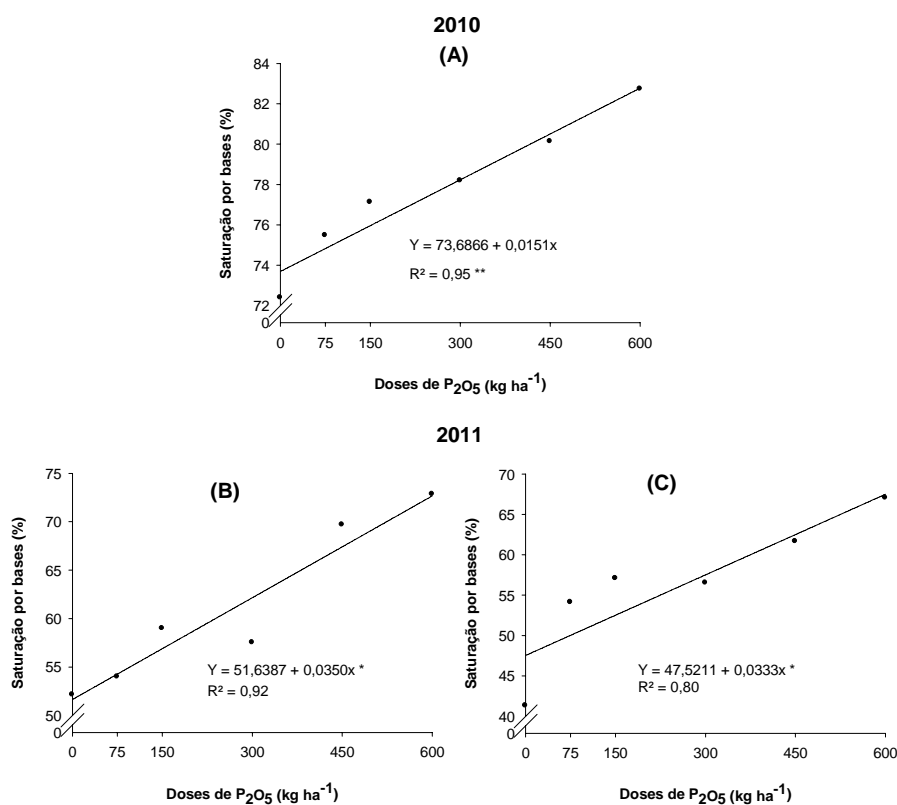 2010
(A)
Saturação por bases (%)
84
82
80
78
76
74
72
0
Y = 73,6866 + 0,0151x
R² = 0,95 **
0 75 150 300 450 600
Doses de P2O5 (kg ha-1)
2011
(B)
Saturação por bases (%)
75
70
65
60
55
50
0
Y = 51,6387 + 0,0350x *
R² = 0,92
0 75 150 300 450 600
Doses de P2O5 (kg ha-1)
(C)
Saturação por bases (%)
70
65
60
55
50
45
40
0
Y = 47,5211 + 0,0333x *
R² = 0,80
0 75 150 300 450 600
Doses de P2O5 (kg ha-1)